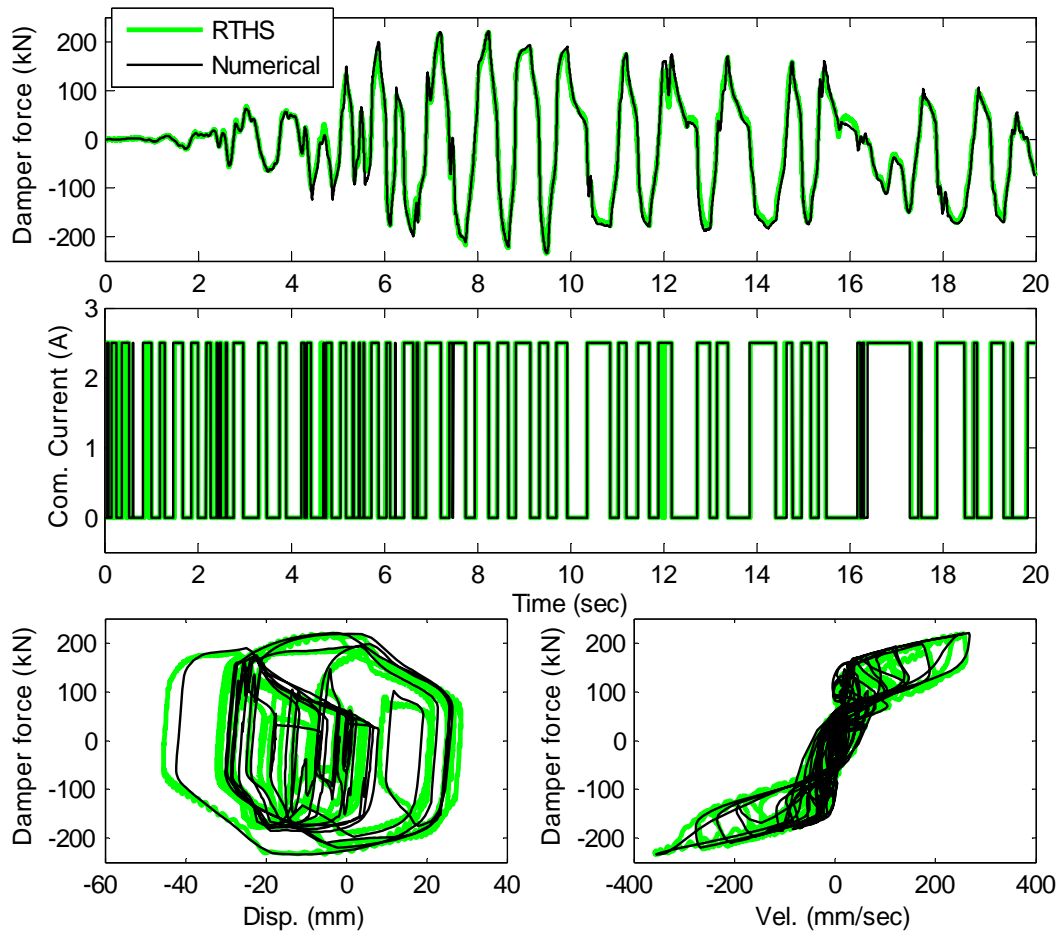 RTHS
Numerical
Damper force (kN)
200
100
0
-100
-200
0 2 4 6 8 10 12 14 16 18 20
Com. Current (A)
3
2
1
0
0 2 4 6 8 10 12 14 16 18 20
Time (sec)
Damper force (kN)
200
100
0
-100
-200
-60 -40 -20 0 20 40
Disp. (mm)
Damper force (kN)
200
100
0
-100
-200
-400 -200 0 200 400
Vel. (mm/sec)